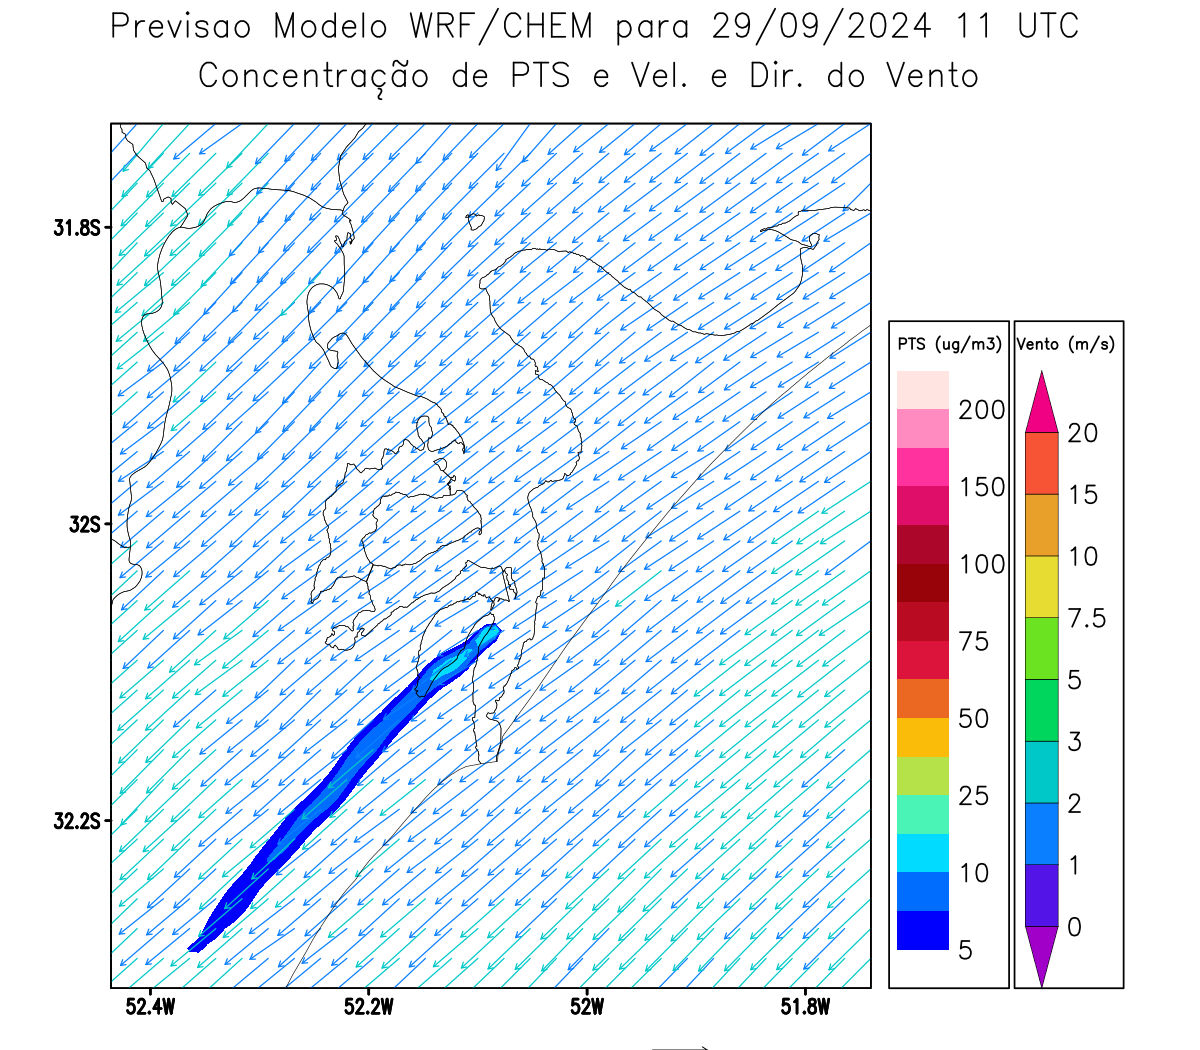 Previsao Modelo WRF/CHEM para 29/09/2024 11 UTC
Concentração de PTS e Vel. e Dir. do Vento
31.8S
32S
32.2S
52.4W 52.2W 52W 51.8W
PTS (ug/m3)
200
150
100
75
50
25
10
5
Vento (m/s)
20
15
10
7.5
5
3
2
1
0